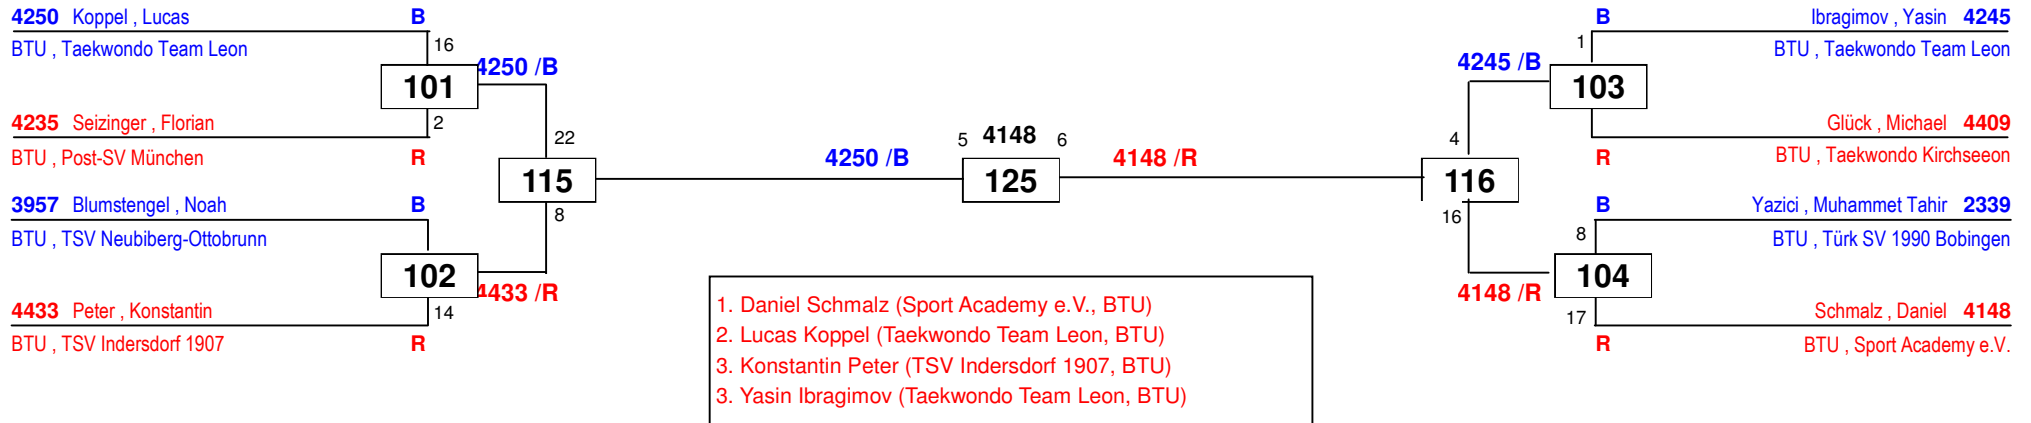 4250 Koppel , Lucas B
BTU , Taekwondo Team Leon
16
101
4250 /B
2
4235 Seizinger , Florian
BTU , Post-SV München R
22
115
8
3957 Blumstengel , Noah B
BTU , TSV Neubiberg-Ottobrunn
102
4433 /R
14
4433 Peter , Konstantin
BTU , TSV Indersdorf 1907 R
4250 /B
5 4148 6
125
4148 /R
B Ibragimov , Yasin 4245
BTU , Taekwondo Team Leon
1
4245 /B
103
Glück , Michael 4409
R BTU , Taekwondo Kirchseeon
4
116
16
B Yazici , Muhammet Tahir 2339
BTU , Türk SV 1990 Bobingen
8
104
4148 /R
17
Schmalz , Daniel 4148
R BTU , Sport Academy e.V.
1. Daniel Schmalz (Sport Academy e.V., BTU)
2. Lucas Koppel (Taekwondo Team Leon, BTU)
3. Konstantin Peter (TSV Indersdorf 1907, BTU)
3. Yasin Ibragimov (Taekwondo Team Leon, BTU)